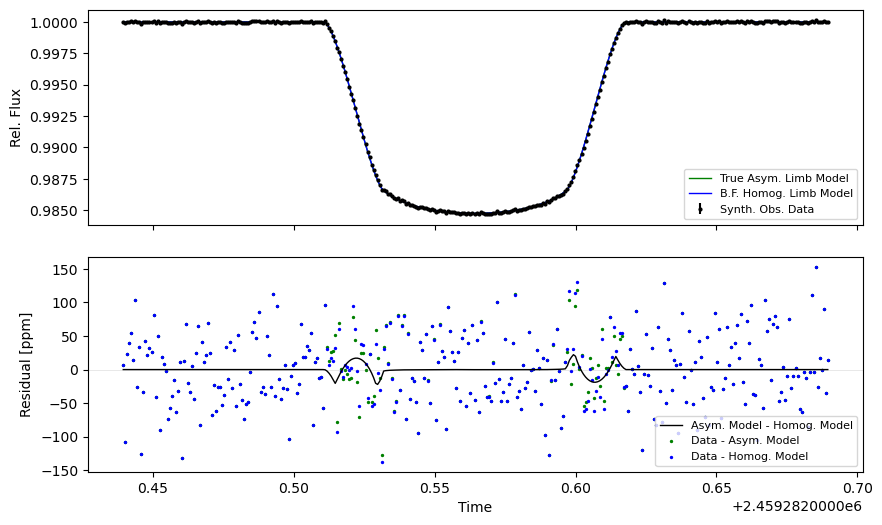 1.0000
0.9975
0.9950
0.9925
0.9900
0.9875
0.9850
Rel. Flux
True Asym. Limb Model
B.F. Homog. Limb Model
Synth. Obs. Data
150
100
50
0
−50
−100
−150
Residual [ppm]
Asym. Model - Homog. Model
Data - Asym. Model
Data - Homog. Model
0.45 0.50 0.55 0.60 0.65 0.70
Time
+2.4592820000e6